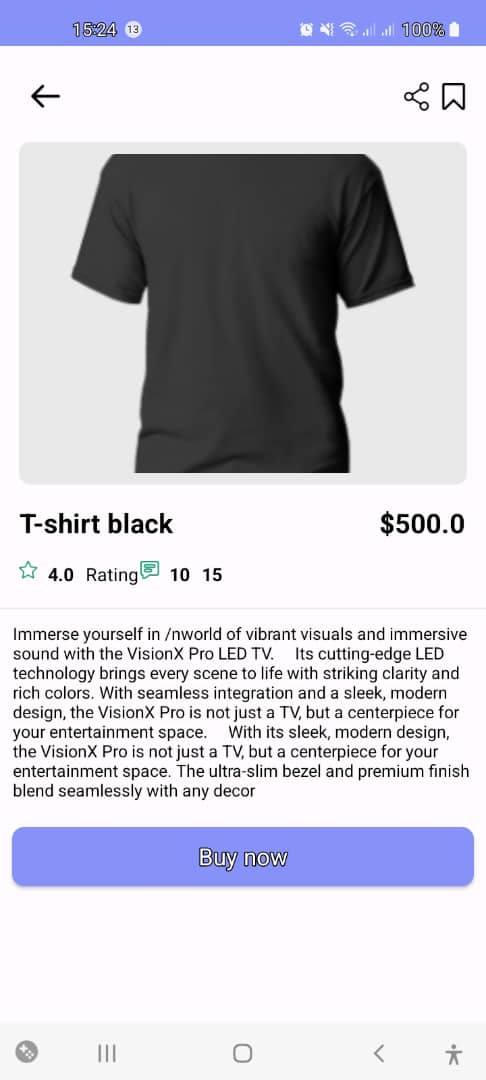 15:24 13 100%
T-shirt black $500.0
4.0 Rating 10 15
Immerse yourself in /nworld of vibrant visuals and immersive
sound with the VisionX Pro LED TV. Its cutting-edge LED
technology brings every scene to life with striking clarity and
rich colors. With seamless integration and a sleek, modern
design, the VisionX Pro is not just a TV, but a centerpiece for
your entertainment space. With its sleek, modern design,
the VisionX Pro is not just a TV, but a centerpiece for your
entertainment space. The ultra-slim bezel and premium finish
blend seamlessly with any decor
Buy now